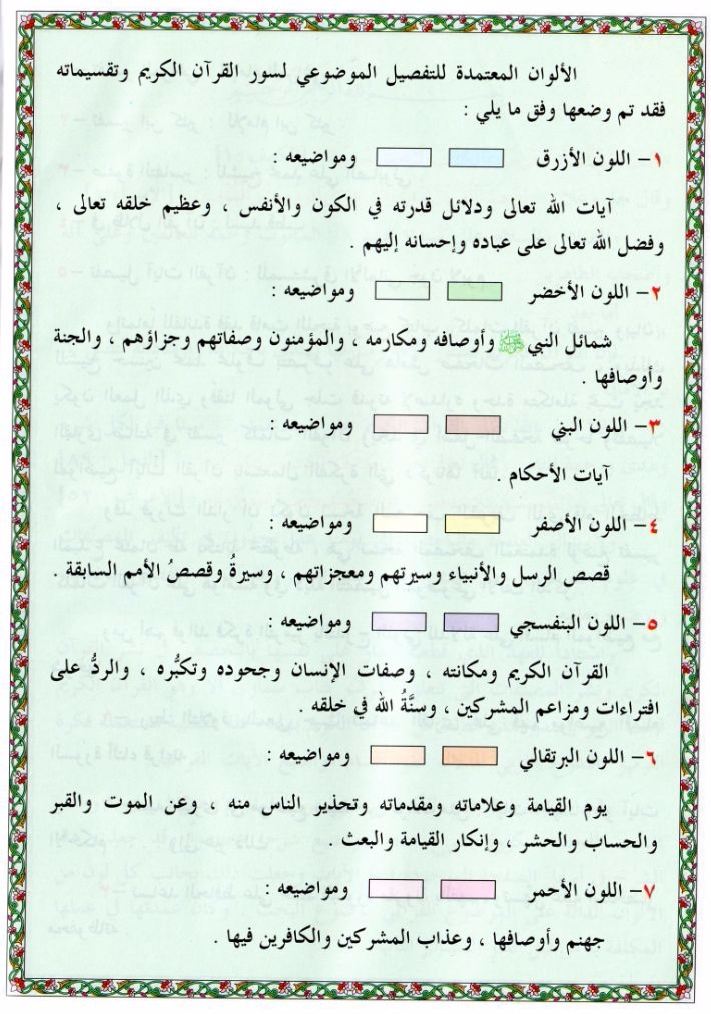 الألوان المعتمدة للتفصيل الموضوعي لسور القرآن الكريم وتقسيماته
فقد تم وضعها وفق ما يلي :
١- اللون الأزرق ومواضيعه :
آيات الله تعالى ودلائل قدرته في الكون والأنفس ، وعظيم خلقه تعالى ،
وفضل الله تعالى على عباده وإحسانه إليهم .
٢- اللون الأخضر ومواضيعه :
شمائل النبي ﷺ وأوصافه ومكارمه ، والمؤمنون وصفاتهم وجزاؤهم ، والجنة
وأوصافها .
٣- اللون البني ومواضيعه :
آيات الأحكام .
٤- اللون الأصفر ومواضيعه :
قصص الرسل والأنبياء وسيرتهم ومعجزاتهم ، وسيرةُ وقصصُ الأمم السابقة .
٥- اللون البنفسجي ومواضيعه :
القرآن الكريم ومكانته ، وصفات الإنسان وجحوده وتكبُّره ، والردُّ على
افتراءات ومزاعم المشركين ، وسنَّةُ الله في خلقه .
٦- اللون البرتقالي ومواضيعه :
يوم القيامة وعلاماته ومقدماته وتحذير الناس منه ، وعن الموت والقبر
والحساب والحشر ، وإنكار القيامة والبعث .
٧- اللون الأحمر ومواضيعه :
جهنم وأوصافها ، وعذاب المشركين والكافرين فيها .